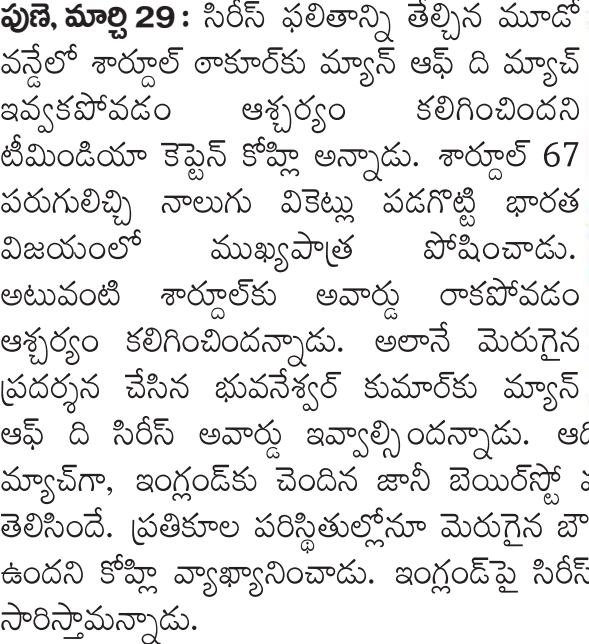 పుణె, మార్చి 29 : సిరీస్ ఫలితాన్ని తేల్చిన మూడో
వన్డేలో శార్దూల్ ఠాకూర్‌కు మ్యాన్ ఆఫ్ ది మ్యాచ్
ఇవ్వకపోవడం ఆశ్చర్యం కలిగించిందని
టీమిండియా కెప్టెన్ కోహ్లి అన్నాడు. శార్దూల్ 67
పరుగులిచ్చి నాలుగు వికెట్లు పడగొట్టి భారత
విజయంలో ముఖ్యపాత్ర పోషించాడు.
అటువంటి శార్దూల్‌కు అవార్డు రాకపోవడం
ఆశ్చర్యం కలిగించిందన్నాడు. అలానే మెరుగైన
ప్రదర్శన చేసిన భువనేశ్వర్ కుమార్‌కు మ్యాన్
ఆఫ్ ది సిరీస్ అవార్డు ఇవ్వాల్సిందన్నాడు.
మ్యాచ్‌గా, ఇంగ్లండ్‌కు చెందిన జానీ బెయిర్‌స్టో
తెలిసిందే. ప్రతికూల పరిస్థితుల్లోనూ మెరుగైన
ఉందని కోహ్లి వ్యాఖ్యానించాడు. ఇంగ్లండ్‌పై సిరీస్
సారిస్తామన్నాడు.